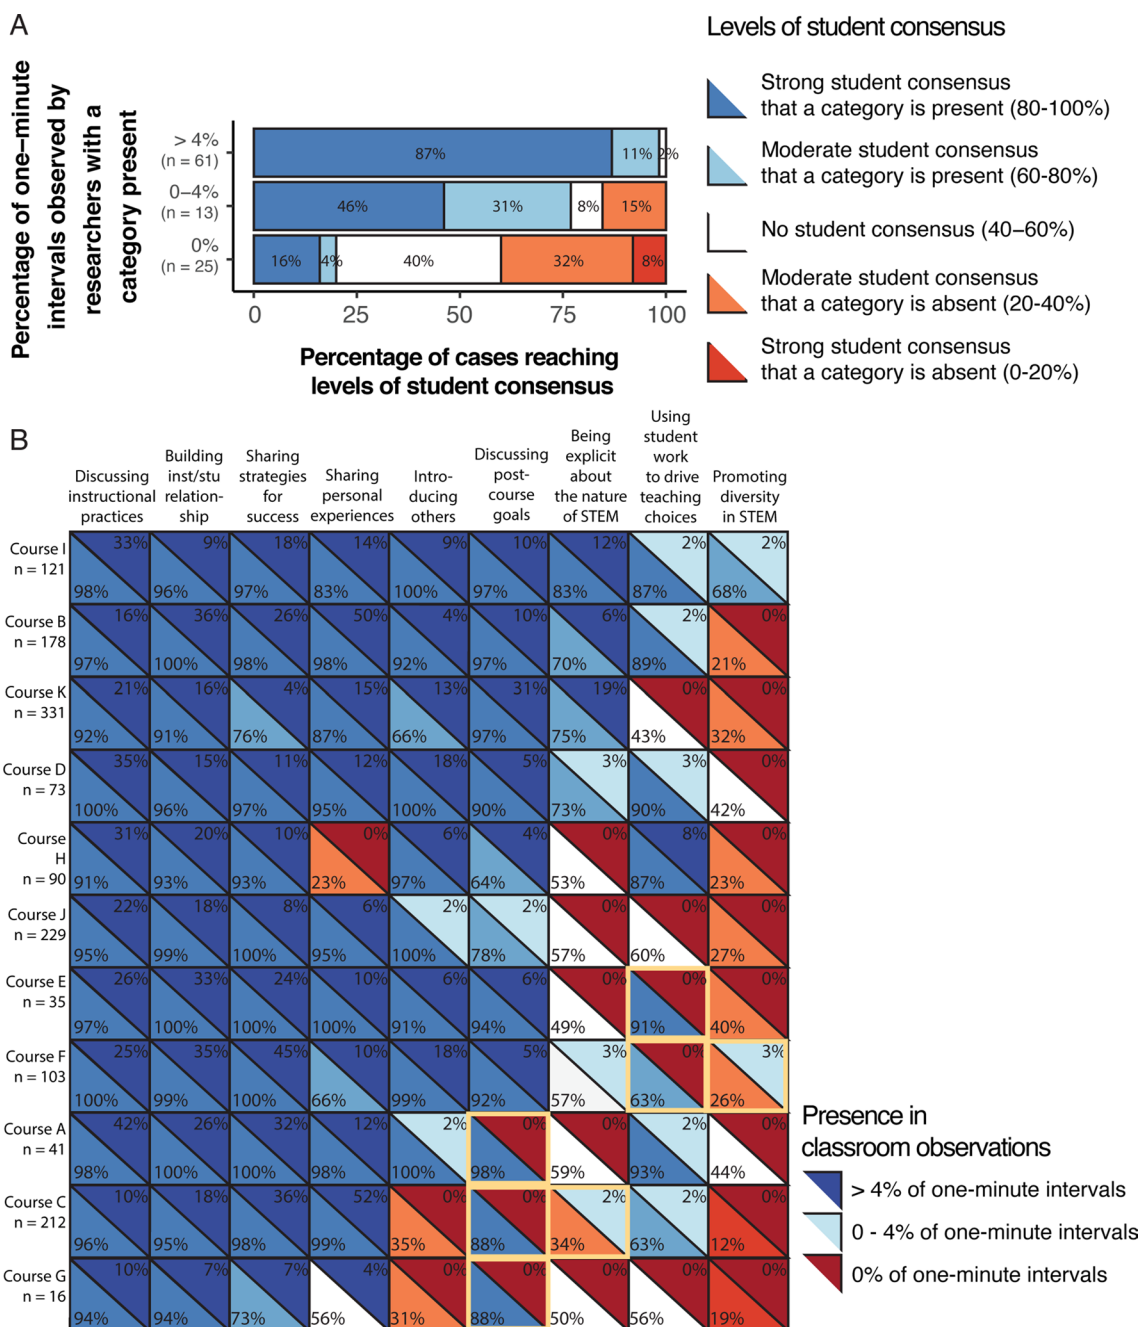 A
Levels of student consensus
Percentage of one–minute
intervals observed by
researchers with a
category present
> 4%
(n = 61)
87%
11%
2%
0–4%
(n = 13)
46%
31%
8%
15%
0%
(n = 25)
16%
4%
40%
32%
8%
0
25
50
75
100
Percentage of cases reaching
levels of student consensus
Strong student consensus
that a category is present (80-100%)
Moderate student consensus
that a category is present (60-80%)
No student consensus (40–60%)
Moderate student consensus
that a category is absent (20-40%)
Strong student consensus
that a category is absent (0-20%)
B
Discussing
instructional
practices
Building
inst/stu
relation-
ship
Sharing
strategies
for
success
Sharing
personal
experiences
Intro-
ducing
others
Discussing
post-
course
goals
Being
explicit
about
the nature
of STEM
Using
student
work
to drive
teaching
choices
Promoting
diversity
in STEM
Course I
n = 121
33% 9% 18% 14% 9% 10% 12% 2% 2%
98% 96% 97% 83% 100% 97% 83% 87% 68%
Course B
n = 178
16% 36% 26% 50% 4% 10% 6% 2% 0%
97% 100% 98% 98% 92% 97% 70% 89% 21%
Course K
n = 331
21% 16% 4% 15% 13% 31% 19% 0% 0%
92% 91% 76% 87% 66% 97% 75% 43% 32%
Course D
n = 73
35% 15% 11% 12% 18% 5% 3% 3% 0%
100% 96% 97% 95% 100% 90% 73% 90% 42%
Course
H
n = 90
31% 20% 10% 0% 6% 4% 0% 8% 0%
91% 93% 93% 23% 97% 64% 53% 87% 23%
Course J
n = 229
22% 18% 8% 6% 2% 2% 0% 0% 0%
95% 99% 100% 95% 100% 78% 57% 60% 27%
Course E
n = 35
26% 33% 24% 10% 6% 6% 0% 0% 0%
97% 100% 100% 100% 91% 94% 49% 91% 40%
Course F
n = 103
25% 35% 45% 10% 18% 5% 3% 0% 3%
100% 99% 100% 66% 99% 92% 57% 63% 26%
Course A
n = 41
42% 26% 32% 12% 2% 0% 0% 2% 0%
98% 100% 100% 98% 100% 98% 59% 93% 44%
Course C
n = 212
10% 18% 36% 52% 0% 0% 2% 2% 0%
96% 95% 98% 99% 35% 88% 34% 63% 12%
Course G
n = 16
10% 7% 7% 4% 0% 0% 0% 0% 0%
94% 94% 73% 56% 31% 88% 50% 56% 19%
Presence in
classroom observations
> 4% of one-minute intervals
0 - 4% of one-minute intervals
0% of one-minute intervals